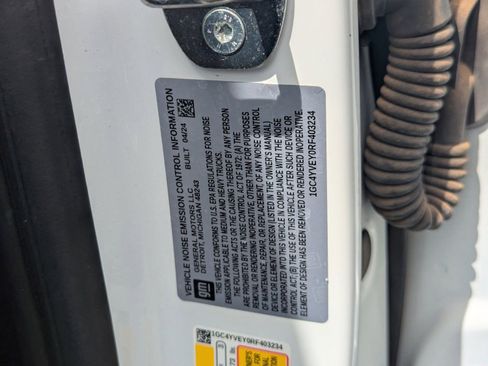 VEHICLE NOISE EMISSION CONTROL INFORMATION
GENERAL MOTORS LLC BUILT 04/24
DETROIT, MICHIGAN 48243
gm
THIS VEHICLE CONFORMS TO U.S. EPA REGULATIONS FOR NOISE
EMISSION APPLICABLE TO MEDIUM AND HEAVY TRUCKS.
THE FOLLOWING ACTS OR THE CAUSING THEREOF BY ANY PERSON
ARE PROHIBITED BY THE NOISE CONTROL ACT OF 1972: (A) THE
REMOVAL OR RENDERING INOPERATIVE, OTHER THAN FOR PURPOSES
OF MAINTENANCE, REPAIR, OR REPLACEMENT, OF ANY NOISE CONTROL
DEVICE OR ELEMENT OF DESIGN (LISTED IN THE OWNER'S MANUAL)
INCORPORATED INTO THIS VEHICLE IN COMPLIANCE WITH THE NOISE
CONTROL ACT; (B) THE USE OF THIS VEHICLE AFTER SUCH DEVICE OR
ELEMENT OF DESIGN HAS BEEN REMOVED OR RENDERED INOPERATIVE.
1GC4YVEY0RF403234
1GC4YVEY0RF403234